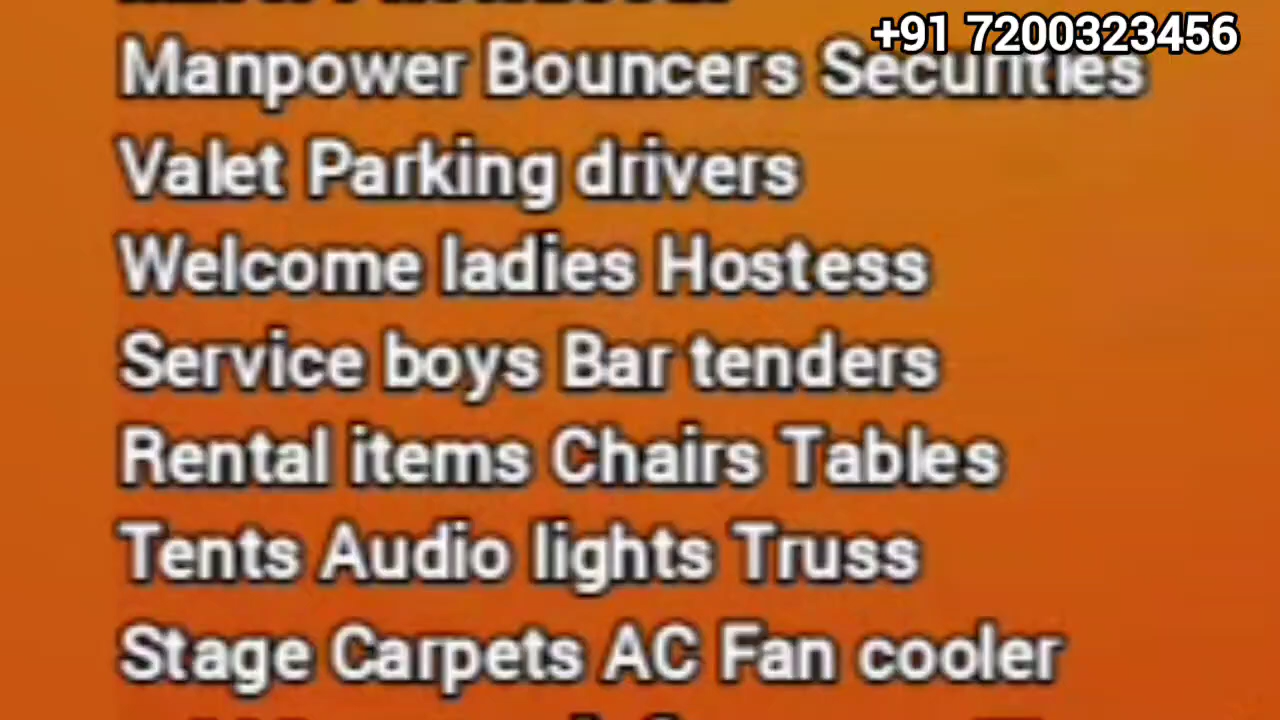 +91 7200323456
Manpower Bouncers Securities
Valet Parking drivers
Welcome ladies Hostess
Service boys Bar tenders
Rental items Chairs Tables
Tents Audio lights Truss
Stage Carpets AC Fan cooler